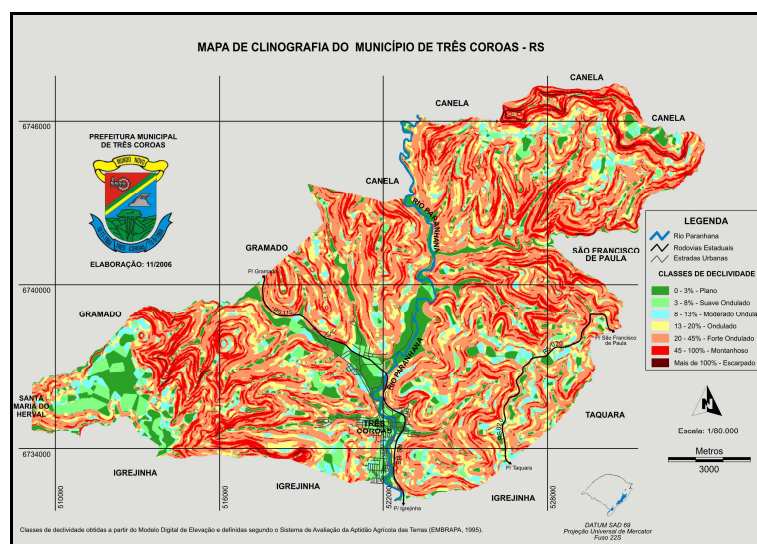 MAPA DE CLINOGRAFIA DO MUNICÍPIO DE TRÊS COROAS - RS
CANELA
CANELA
CANELA
CANELA
6746000
PREFEITURA MUNICIPAL
DE TRÊS COROAS
MUNDO NOVO
TRÊS COROAS
ELABORAÇÃO: 11/2006
RIO PARANHANA
GRAMADO
P/ Gramado
SÃO FRANCISCO
DE PAULA
6740000
GRAMADO
RIO PARANHANA
P/ São Francisco
de Paula
SANTA
MARIA DO
HERVAL
TRÊS
COROAS
TAQUARA
6734000
P/ Taquara
IGREJINHA
IGREJINHA
IGREJINHA
P/ Igrejinha
510000
516000
522000
528000
LEGENDA
Rio Paranhana
Rodovias Estaduais
Estradas Urbanas
CLASSES DE DECLIVIDADE
0 - 3% - Plano
3 - 8% - Suave Ondulado
8 - 13% - Moderado Ondula
13 - 20% - Ondulado
20 - 45% - Forte Ondulado
45 - 100% - Montanhoso
Mais de 100% - Escarpado
N
Escala: 1/80.000
Metros
3000
DATUM SAD 69
Projeção Universal de Mercator
Fuso 22S
Classes de declividade obtidas a partir do Modelo Digital de Elevação e definidas segundo o Sistema de Avaliação da Aptidão Agrícola das Terras (EMBRAPA, 1995).